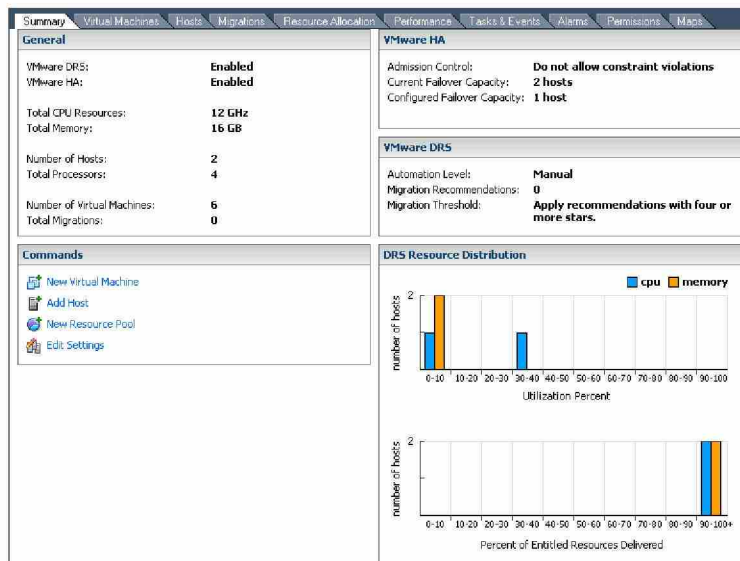 Summary Virtual Machines Hosts Migrations Resource Allocation Performance Tasks & Events Alarms Permissions Maps
General
VMware DRS: Enabled
VMware HA: Enabled
Total CPU Resources: 12 GHz
Total Memory: 16 GB
Number of Hosts: 2
Total Processors: 4
Number of Virtual Machines: 6
Total Migrations: 0
Commands
New Virtual Machine
Add Host
New Resource Pool
Edit Settings
VMware HA
Admission Control: Do not allow constraint violations
Current Failover Capacity: 2 hosts
Configured Failover Capacity: 1 host
VMware DRS
Automation Level: Manual
Migration Recommendations: 0
Migration Threshold: Apply recommendations with four or
more stars.
DRS Resource Distribution
cpu memory
2
number of hosts
0-10 10-20 20-30 30-40 40-50 50-60 60-70 70-80 80-90 90-100
Utilization Percent
2
number of hosts
0-10 10-20 20-30 30-40 40-50 50-60 60-70 70-80 80-90 90-100+
Percent of Entitled Resources Delivered